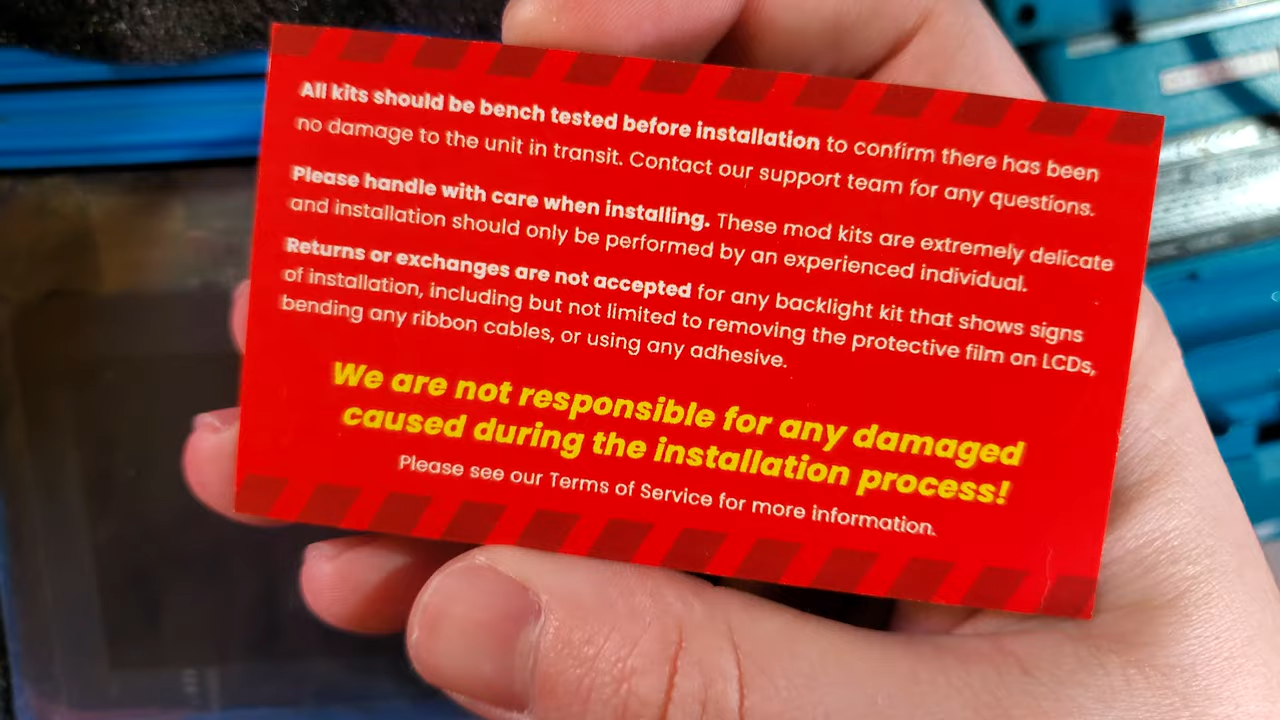 All kits should be bench tested before installation to confirm there has been
no damage to the unit in transit. Contact our support team for any questions.
Please handle with care when installing. These mod kits are extremely delicate
and installation should only be performed by an experienced individual.
Returns or exchanges are not accepted for any backlight kit that shows signs
of installation, including but not limited to removing the protective film on LCDs,
bending any ribbon cables, or using any adhesive.
We are not responsible for any damaged
caused during the installation process!
Please see our Terms of Service for more information.